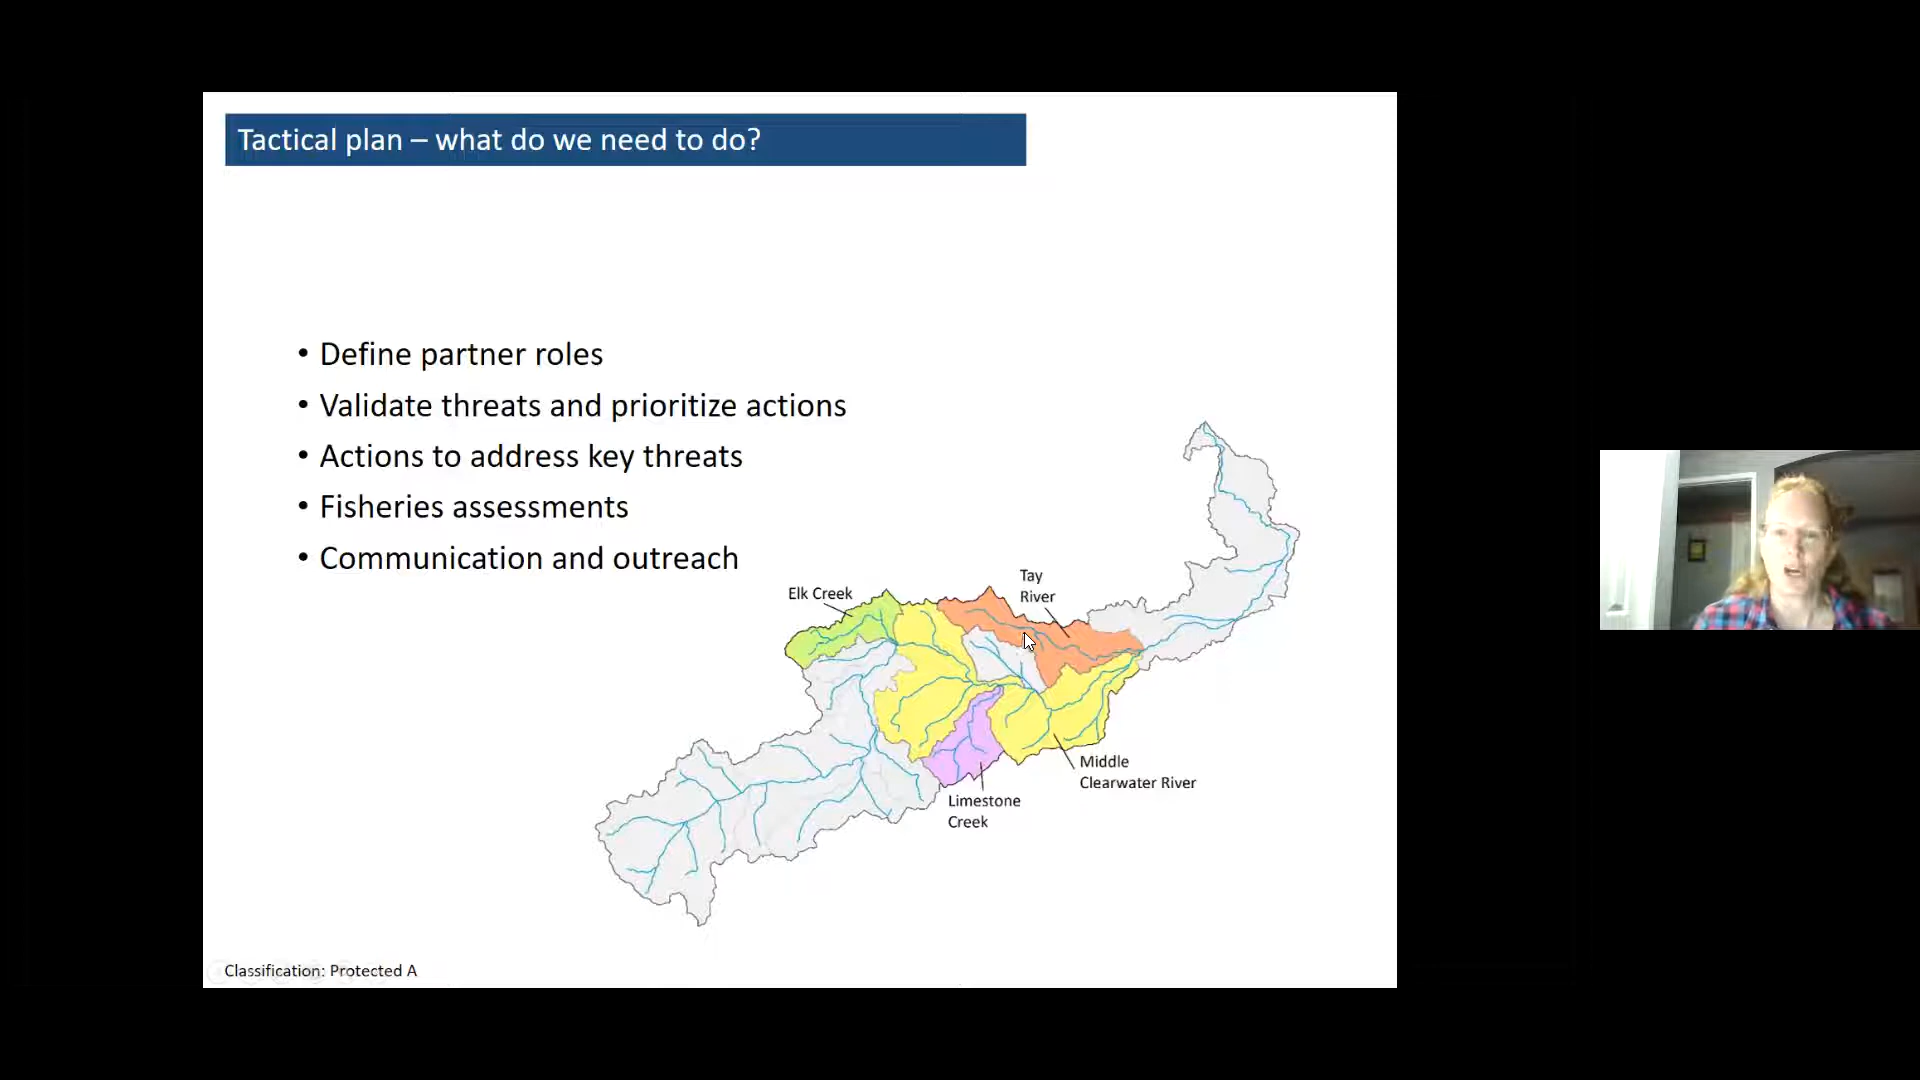 Tactical plan – what do we need to do?
• Define partner roles
• Validate threats and prioritize actions
• Actions to address key threats
• Fisheries assessments
• Communication and outreach
Tay
River
Elk Creek
Middle
Clearwater River
Limestone
Creek
Classification: Protected A